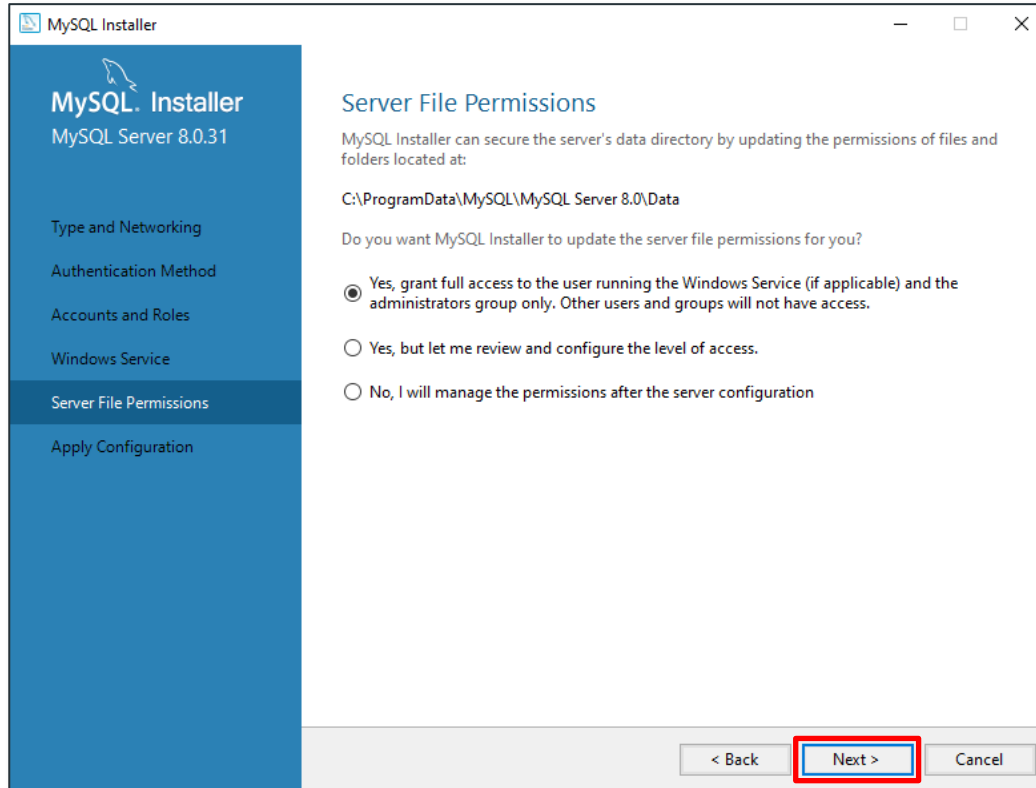 MySQL Installer
MySQL. Installer
MySQL Server 8.0.31
Type and Networking
Authentication Method
Accounts and Roles
Windows Service
Server File Permissions
Apply Configuration
Server File Permissions
MySQL Installer can secure the server's data directory by updating the permissions of files and
folders located at:
C:\ProgramData\MySQL\MySQL Server 8.0\Data
Do you want MySQL Installer to update the server file permissions for you?
Yes, grant full access to the user running the Windows Service (if applicable) and the
administrators group only. Other users and groups will not have access.
Yes, but let me review and configure the level of access.
No, I will manage the permissions after the server configuration
< Back
Next >
Cancel